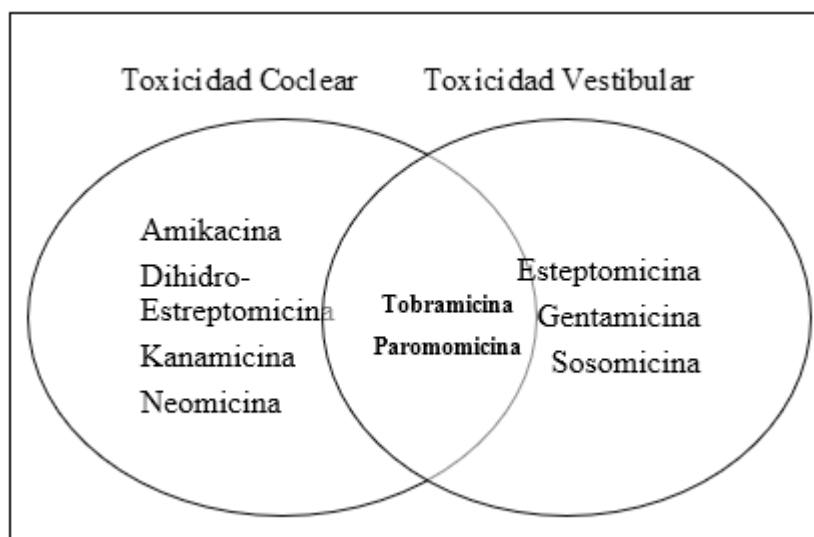 Toxicidad Coclear
Toxicidad Vestibular
Amikacina
Dihidro-
Estreptomicina
Kanamicina
Neomicina
Tobramicina
Paromomicina
Esteptomicina
Gentamicina
Sosomicina